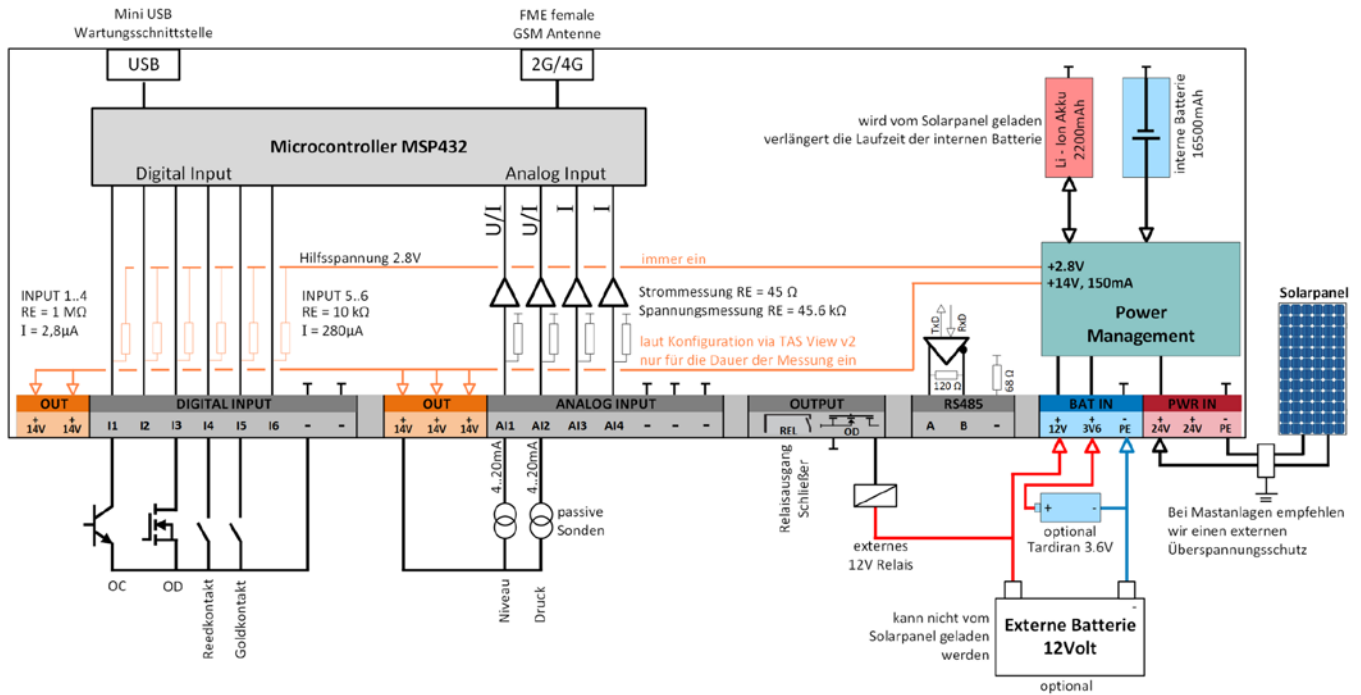 Mini USB
Wartungsschnittstelle
USB
FME female
GSM Antenne
2G/4G
Microcontroller MSP432
Digital Input
Analog Input
wird vom Solarpanel geladen
verlängert die Laufzeit der internen Batterie
Li - Ion Akku
2200mAh
interne Batterie
16500mAh
U/I
U/I
I
I
Hilfsspannung 2.8V
immer ein
INPUT 1..4
RE = 1 MΩ
I = 2,8µA
INPUT 5..6
RE = 10 kΩ
I = 280µA
Strommessung RE = 45 Ω
Spannungsmessung RE = 45.6 kΩ
laut Konfiguration via TAS View v2
nur für die Dauer der Messung ein
+2.8V
+14V, 150mA
Power
Management
Solarpanel
TxD
RxD
120 Ω
68 Ω
OUT
+ +
14V 14V
DIGITAL INPUT
I1 I2 I3 I4 I5 I6 - -
OUT
+ + +
14V 14V 14V
ANALOG INPUT
AI1 AI2 AI3 AI4 - - -
OUTPUT
REL
OD
RS485
A B -
BAT IN
+ + -
12V 3V6 PE
PWR IN
+ + -
24V 24V PE
4..20mA
4..20mA
passive
Sonden
OC
OD
Reedkontakt
Goldkontakt
Niveau
Druck
Relaisausgang
Schließer
externes
12V Relais
+ -
optional
Tardiran 3.6V
Bei Mastanlagen empfehlen
wir einen externen
Überspannungsschutz
kann nicht vom
Solarpanel geladen
werden
-
Externe Batterie
12Volt
optional